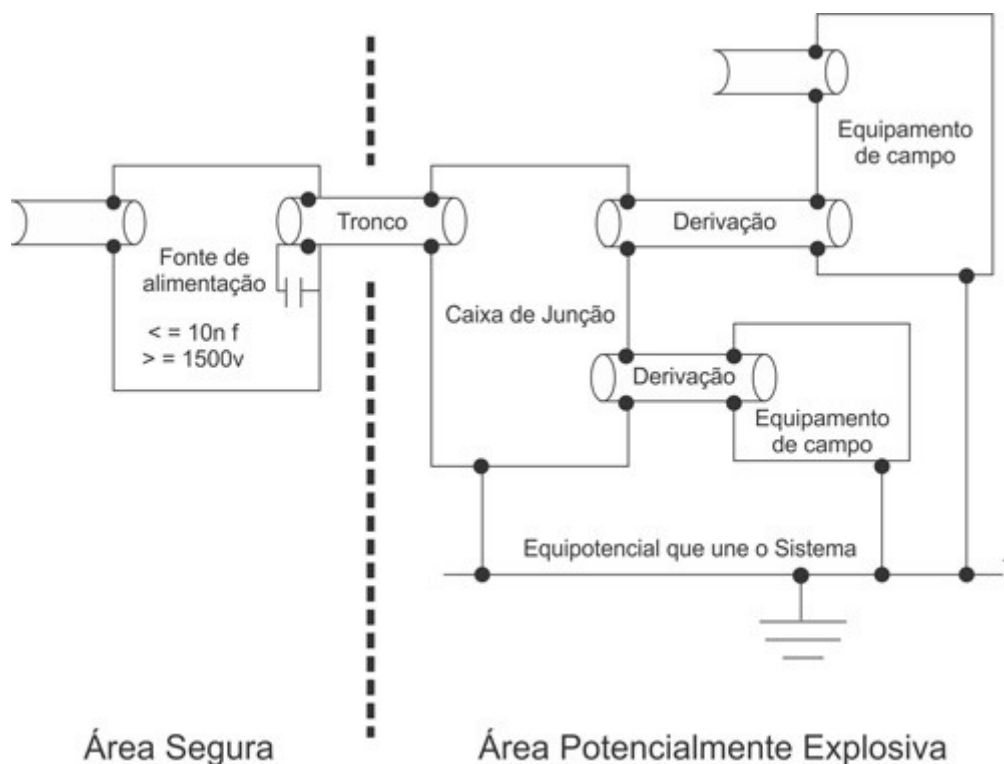 Equipamento
de campo
Tronco
Derivação
Fonte de
alimentação
< = 10n f
> = 1500v
Caixa de Junção
Derivação
Equipamento
de campo
Equipotencial que une o Sistema
Área Segura
Área Potencialmente Explosiva